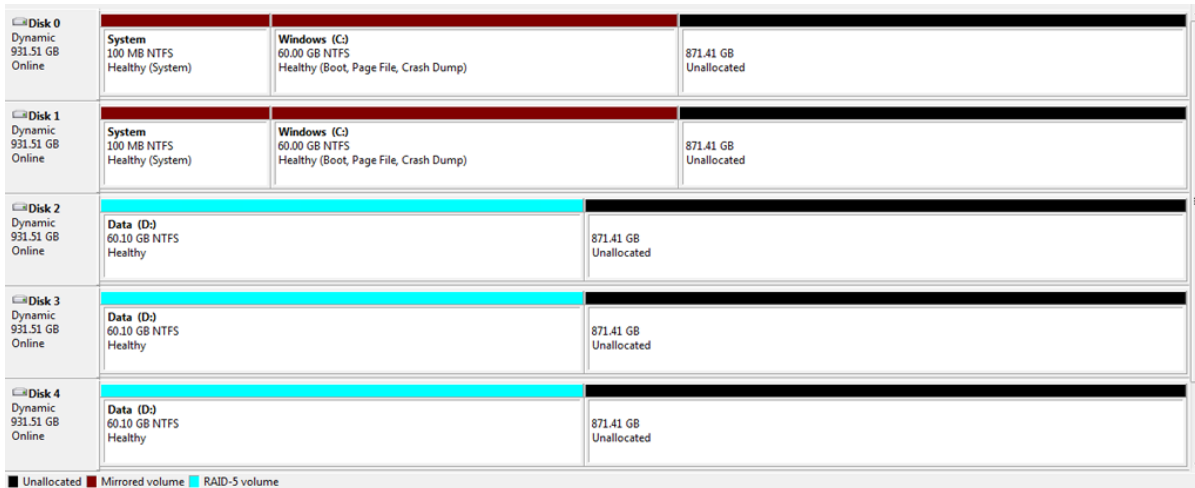 Disk 0
Dynamic
931.51 GB
Online
System
100 MB NTFS
Healthy (System)
Windows (C:)
60.00 GB NTFS
Healthy (Boot, Page File, Crash Dump)
871.41 GB
Unallocated
Disk 1
Dynamic
931.51 GB
Online
System
100 MB NTFS
Healthy (System)
Windows (C:)
60.00 GB NTFS
Healthy (Boot, Page File, Crash Dump)
871.41 GB
Unallocated
Disk 2
Dynamic
931.51 GB
Online
Data (D:)
60.10 GB NTFS
Healthy
871.41 GB
Unallocated
Disk 3
Dynamic
931.51 GB
Online
Data (D:)
60.10 GB NTFS
Healthy
871.41 GB
Unallocated
Disk 4
Dynamic
931.51 GB
Online
Data (D:)
60.10 GB NTFS
Healthy
871.41 GB
Unallocated
Unallocated Mirrored volume RAID-5 volume